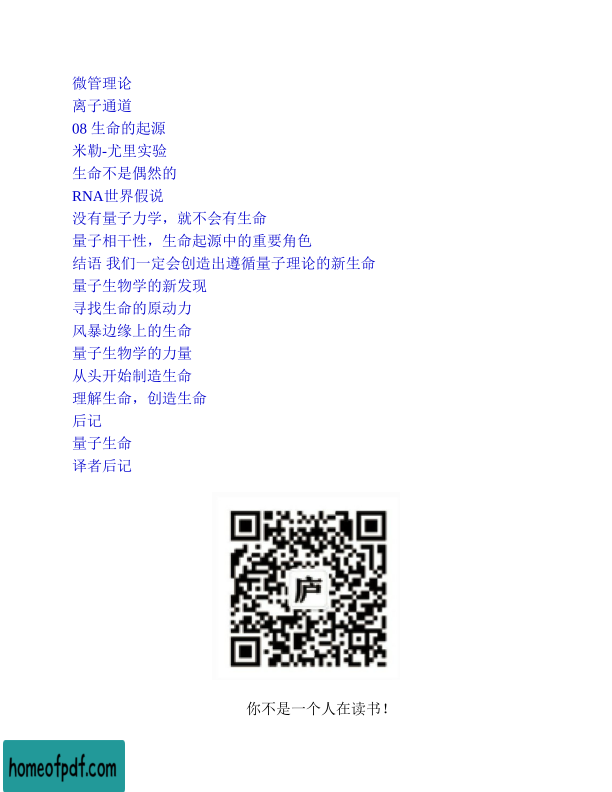 微管理论
离子通道
08 生命的起源
米勒-尤里实验
生命不是偶然的
RNA世界假说
没有量子力学，就不会有生命
量子相干性，生命起源中的重要角色
结语 我们一定会创造出遵循量子理论的新生命
量子生物学的新发现
寻找生命的原动力
风暴边缘上的生命
量子生物学的力量
从头开始制造生命
理解生命，创造生命
后记
量子生命
译者后记
庐
你不是一个人在读书！
homeofpdf.com